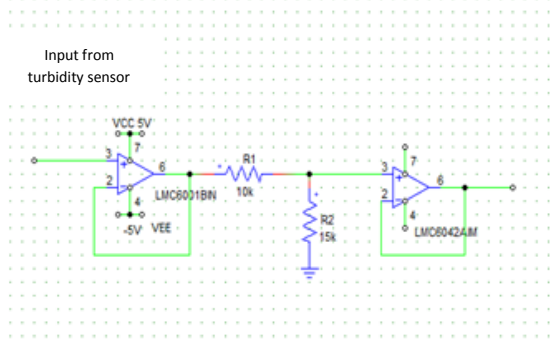 Input from
turbidity sensor
VCC 5V
7
3
6
2
4
-5V VEE
LMC6001BIN
R1
10k
R2
15k
3
7
6
2
4
LMC6042AIM